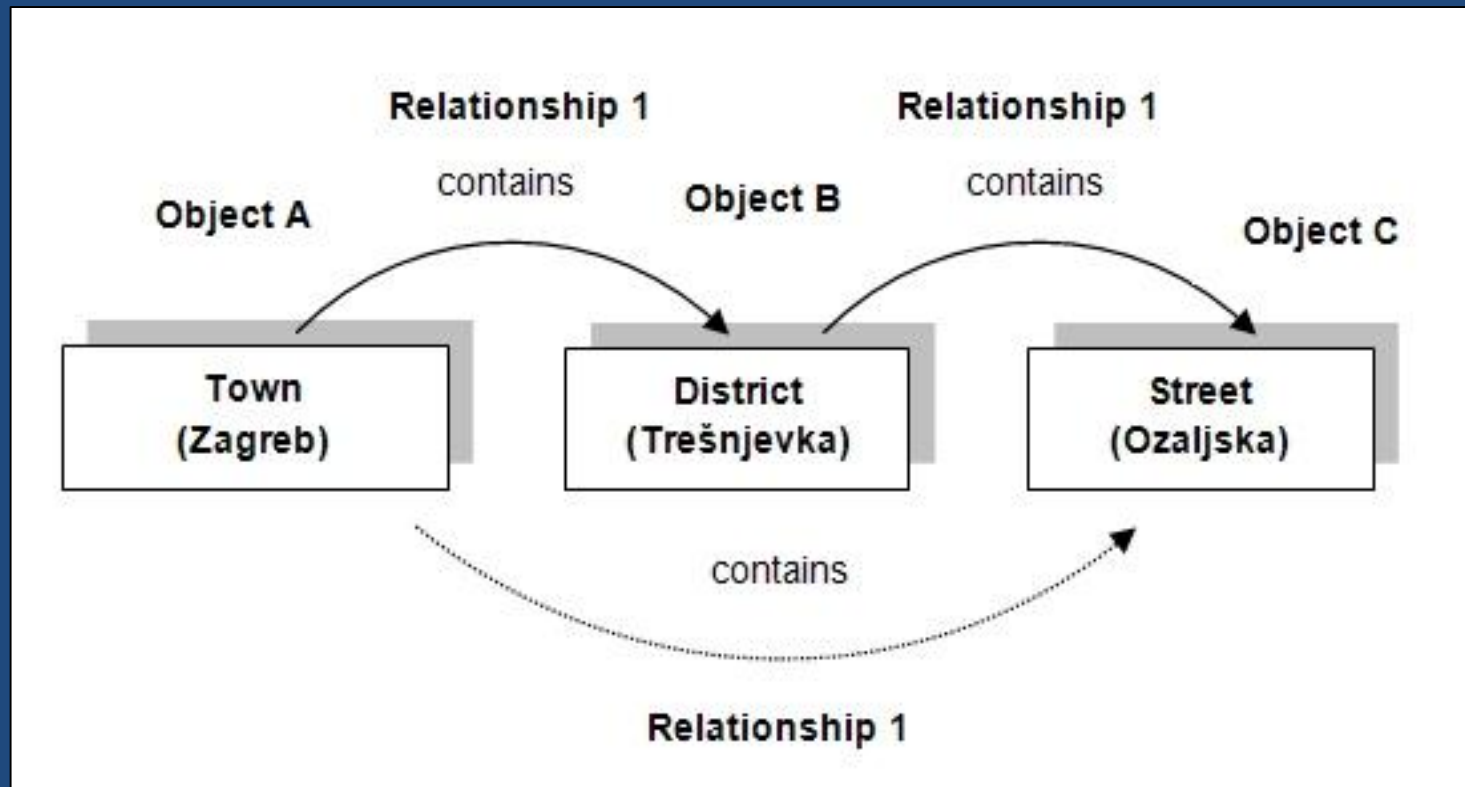 Relationship 1
Relationship 1
contains
contains
Object A
Object B
Object C
Town
(Zagreb)
District
(Trešnjevka)
Street
(Ozaljska)
contains
Relationship 1